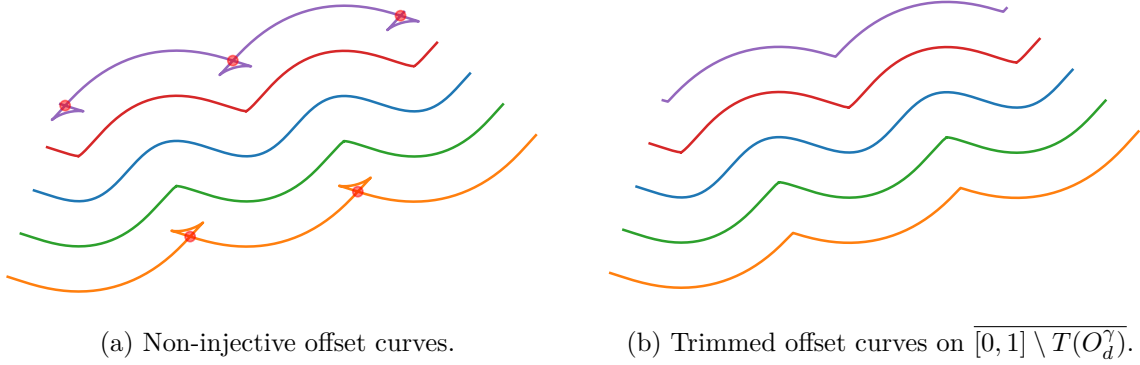 (a) Non-injective offset curves.
(b) Trimmed offset curves on $\overline{[0, 1] \setminus T(O_d^\gamma)}$.